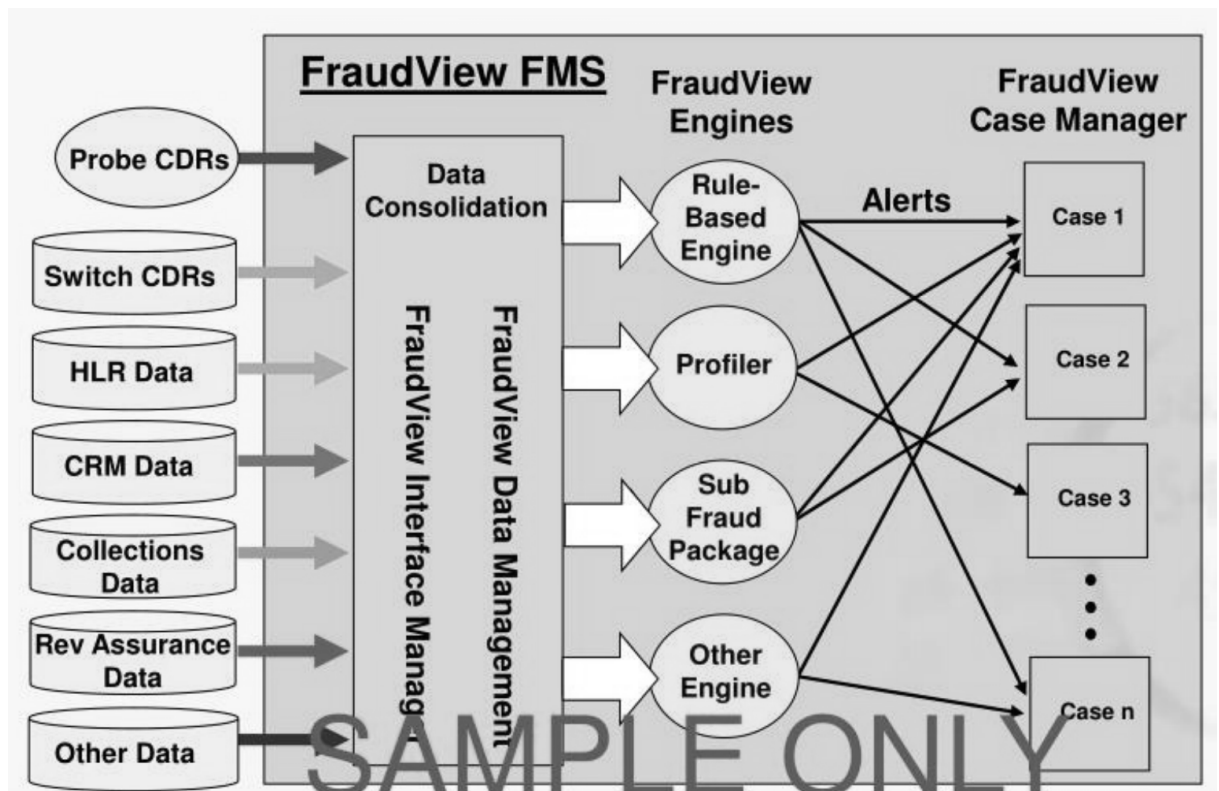 FraudView FMS
FraudView
Engines
FraudView
Case Manager
Probe CDRs
Switch CDRs
HLR Data
CRM Data
Collections
Data
Rev Assurance
Data
Other Data
Data
Consolidation
FraudView Interface Manager
FraudView Data Management
Rule-
Based
Engine
Profiler
Sub
Fraud
Package
Other
Engine
Alerts
Case 1
Case 2
Case 3
Case n
SAMPLE ONLY